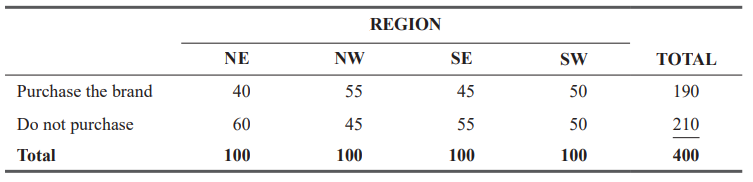 REGION
NE NW SE SW TOTAL
Purchase the brand 40 55 45 50 190
Do not purchase 60 45 55 50 210
Total 100 100 100 100 400